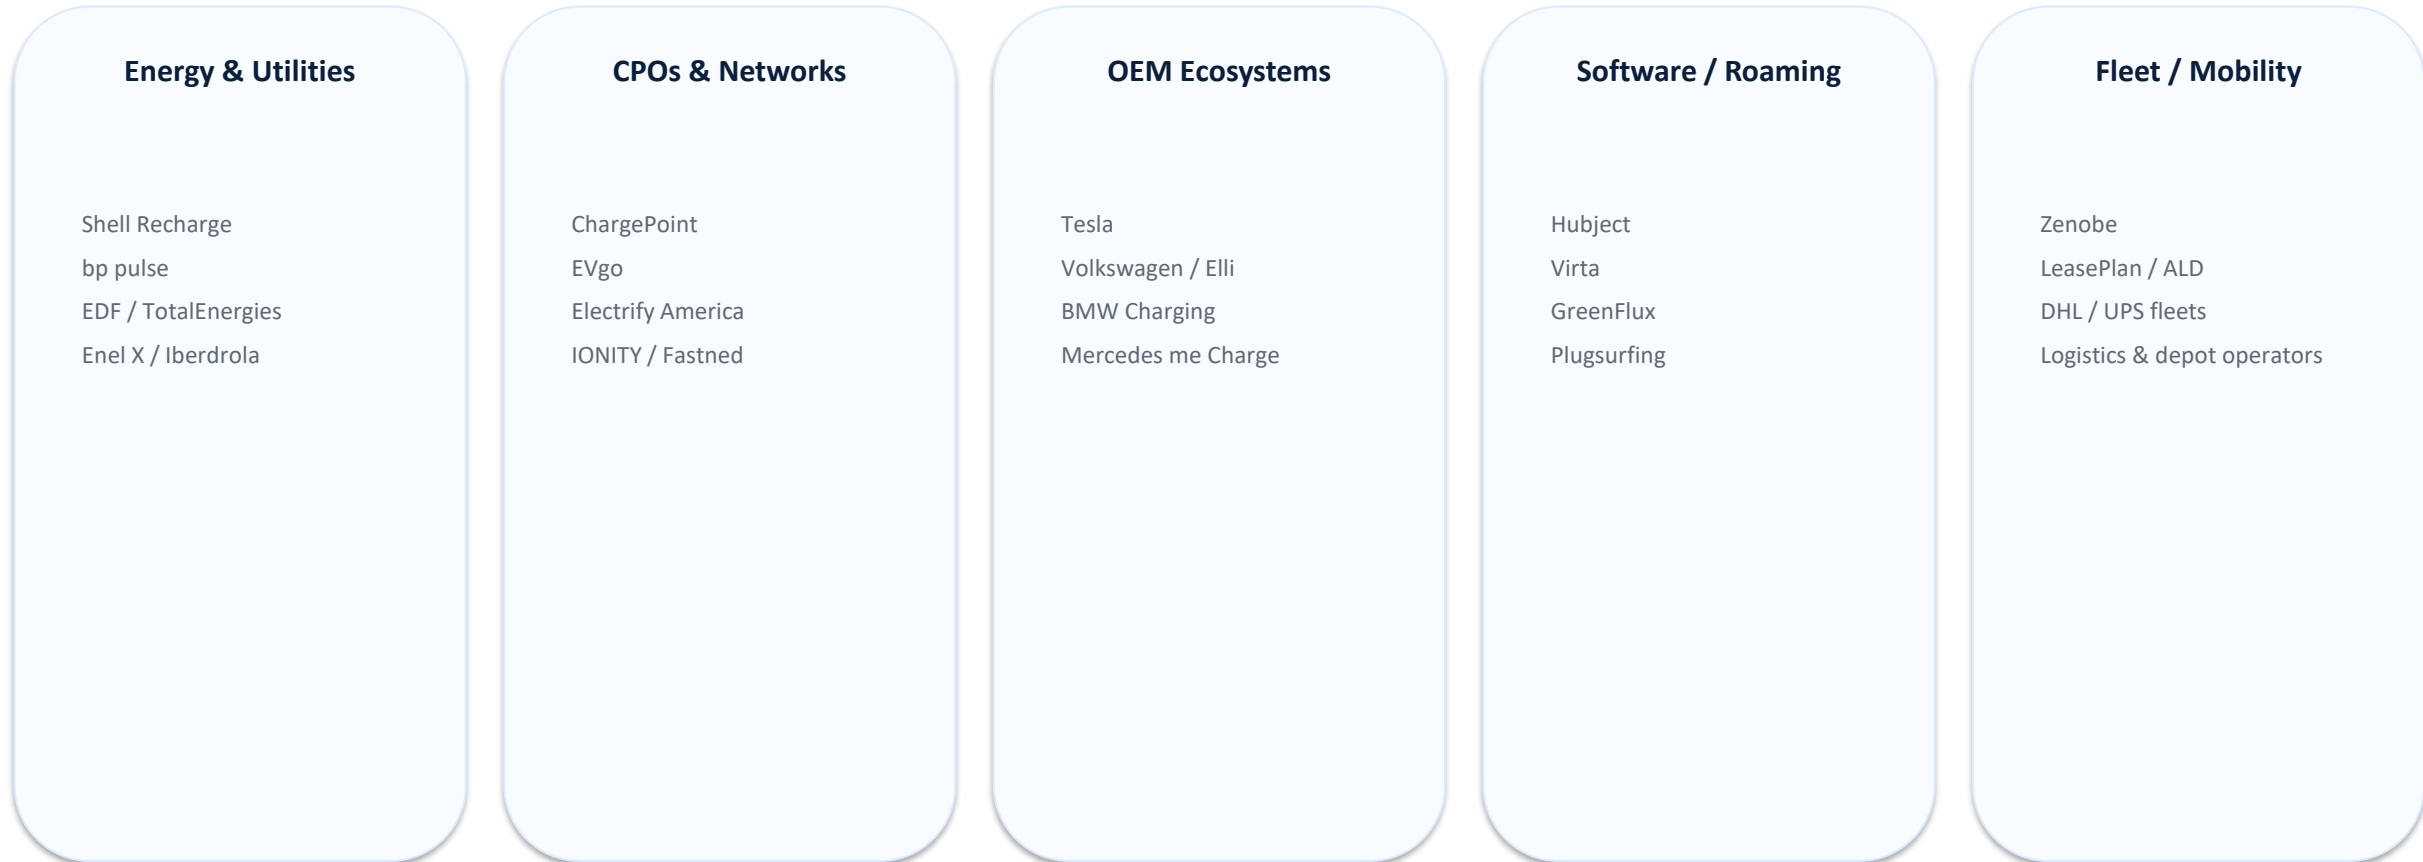 Energy & Utilities
Shell Recharge
bp pulse
EDF / TotalEnergies
Enel X / Iberdrola
CPOs & Networks
ChargePoint
EVgo
Electrify America
IONITY / Fastned
OEM Ecosystems
Tesla
Volkswagen / Elli
BMW Charging
Mercedes me Charge
Software / Roaming
Hubject
Virta
GreenFlux
Plugsurfing
Fleet / Mobility
Zenobe
LeasePlan / ALD
DHL / UPS fleets
Logistics & depot operators